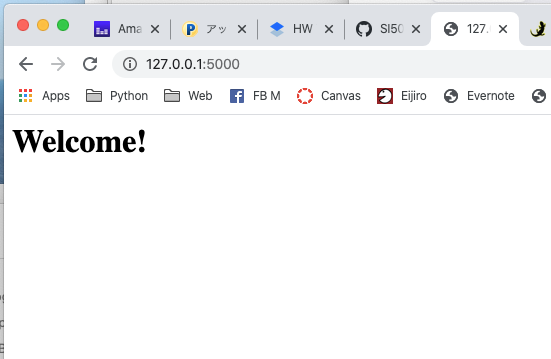 Ama アッ HW SI50 127.
127.0.0.1:5000
Apps Python Web FB M Canvas Eijiro Evernote
Welcome!